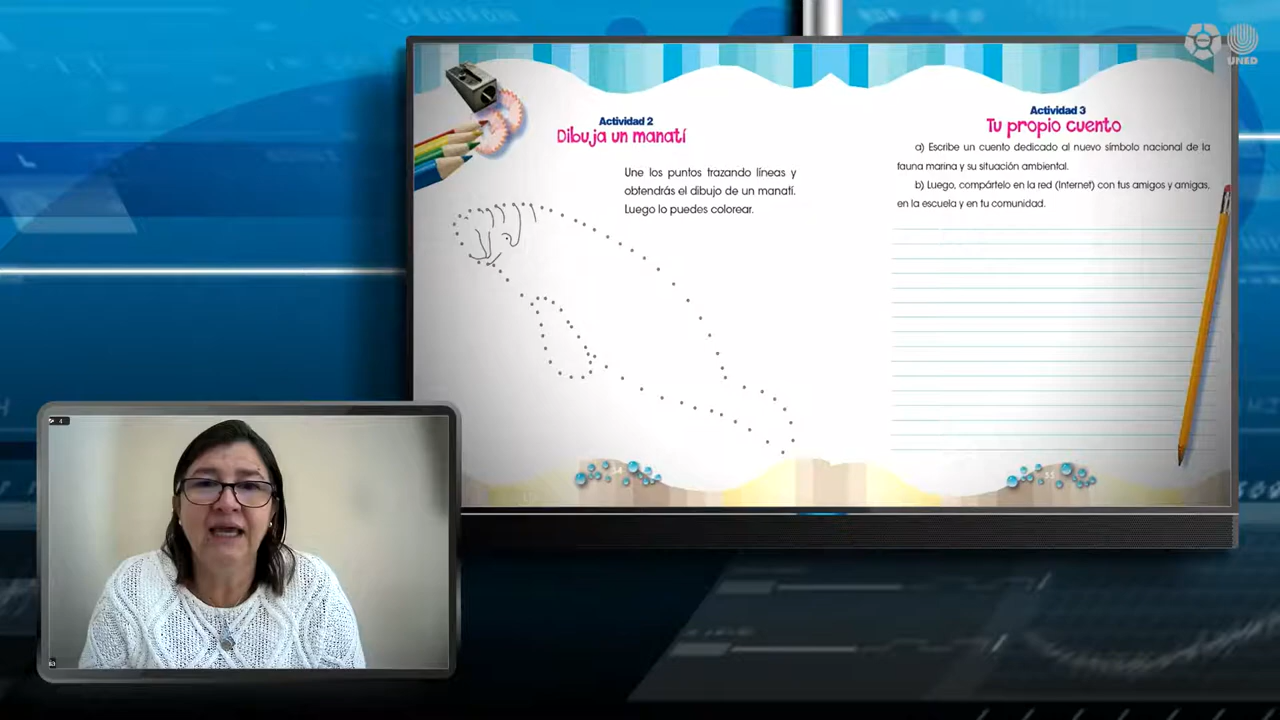 UNED
Actividad 2
Dibuja un manatí
Une los puntos trazando líneas y
obtendrás el dibujo de un manatí.
Luego lo puedes colorear.
34
Actividad 3
Tu propio cuento
a) Escribe un cuento dedicado al nuevo símbolo nacional de la
fauna marina y su situación ambiental.
b) Luego, compártelo en la red (Internet) con tus amigos y amigas,
en la escuela y en tu comunidad.
35